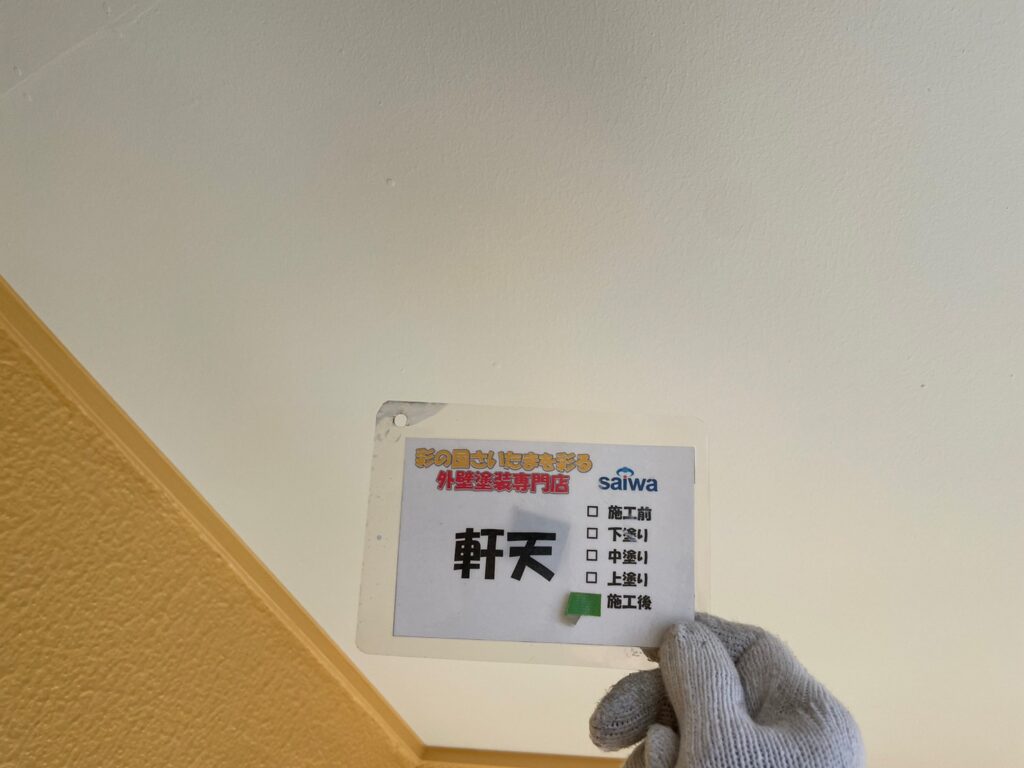 彩の国さいたまを彩る
外壁塗装専門店
saiwa
軒天
施工前
下塗り
中塗り
上塗り
施工後